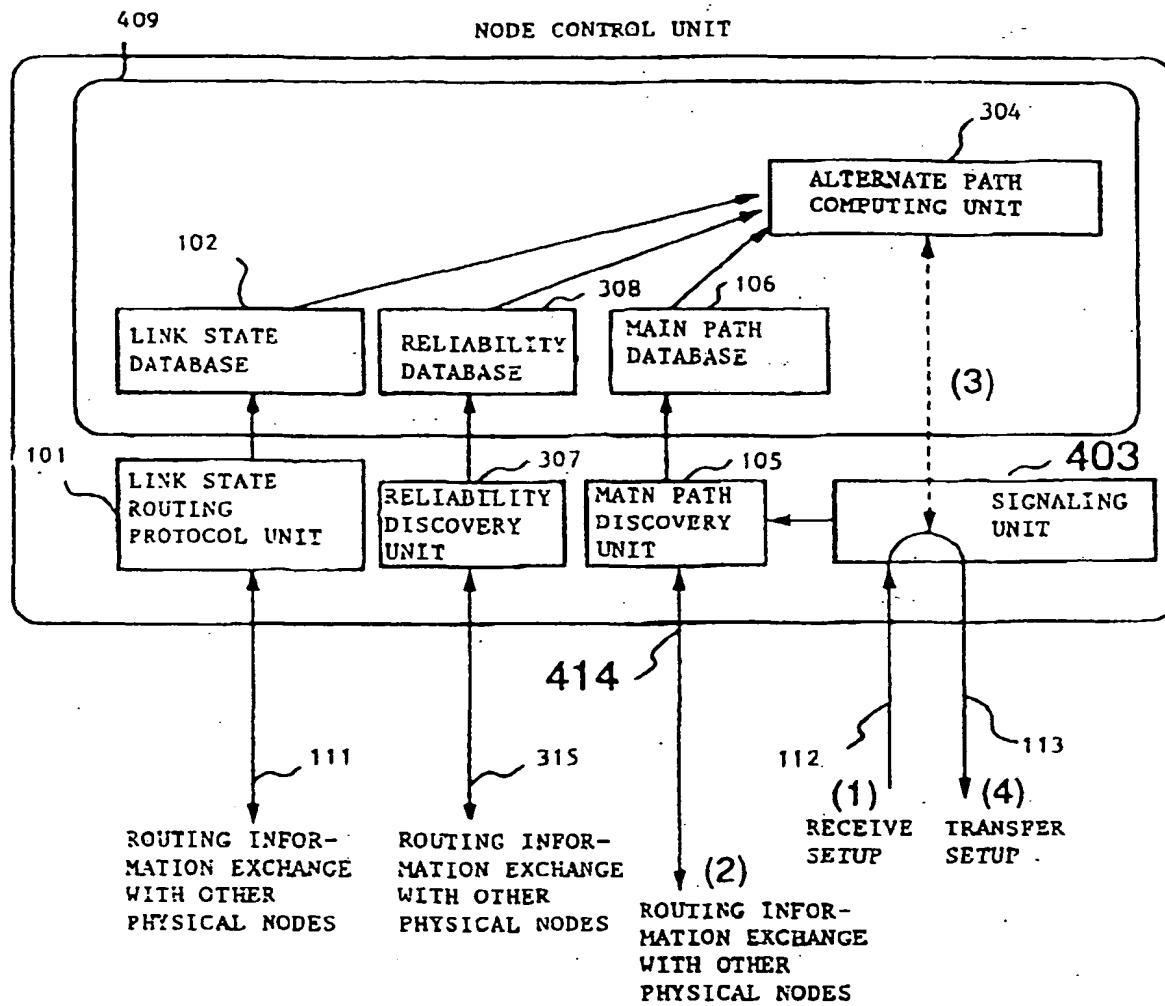 409
NODE CONTROL UNIT
304
ALTERNATE PATH
COMPUTING UNIT
102
308
106
LINK STATE
DATABASE
RELIABILITY
DATABASE
MAIN PATH
DATABASE
(3)
101
307
105
403
LINK STATE
ROUTING
PROTOCOL UNIT
RELIABILITY
DISCOVERY
UNIT
MAIN PATH
DISCOVERY
UNIT
SIGNALING
UNIT
414
111
315
112
113
(1)
RECEIVE
SETUP
(4)
TRANSFER
SETUP
ROUTING INFOR-
MATION EXCHANGE
WITH OTHER
PHYSICAL NODES
ROUTING INFOR-
MATION EXCHANGE
WITH OTHER
PHYSICAL NODES
(2)
ROUTING INFOR-
MATION EXCHANGE
WITH OTHER
PHYSICAL NODES